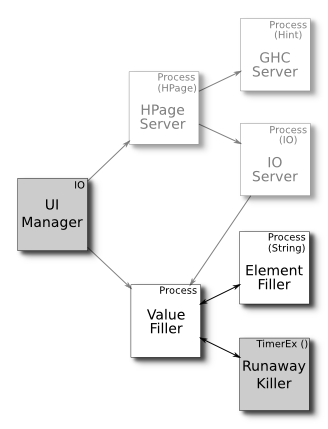 Process
(Hint)
GHC
Server
Process
(HPage)
HPage
Server
Process
(IO)
IO
Server
IO
UI
Manager
Process
(String)
Element
Filler
Process
Value
Filler
TimerEx ()
Runaway
Killer